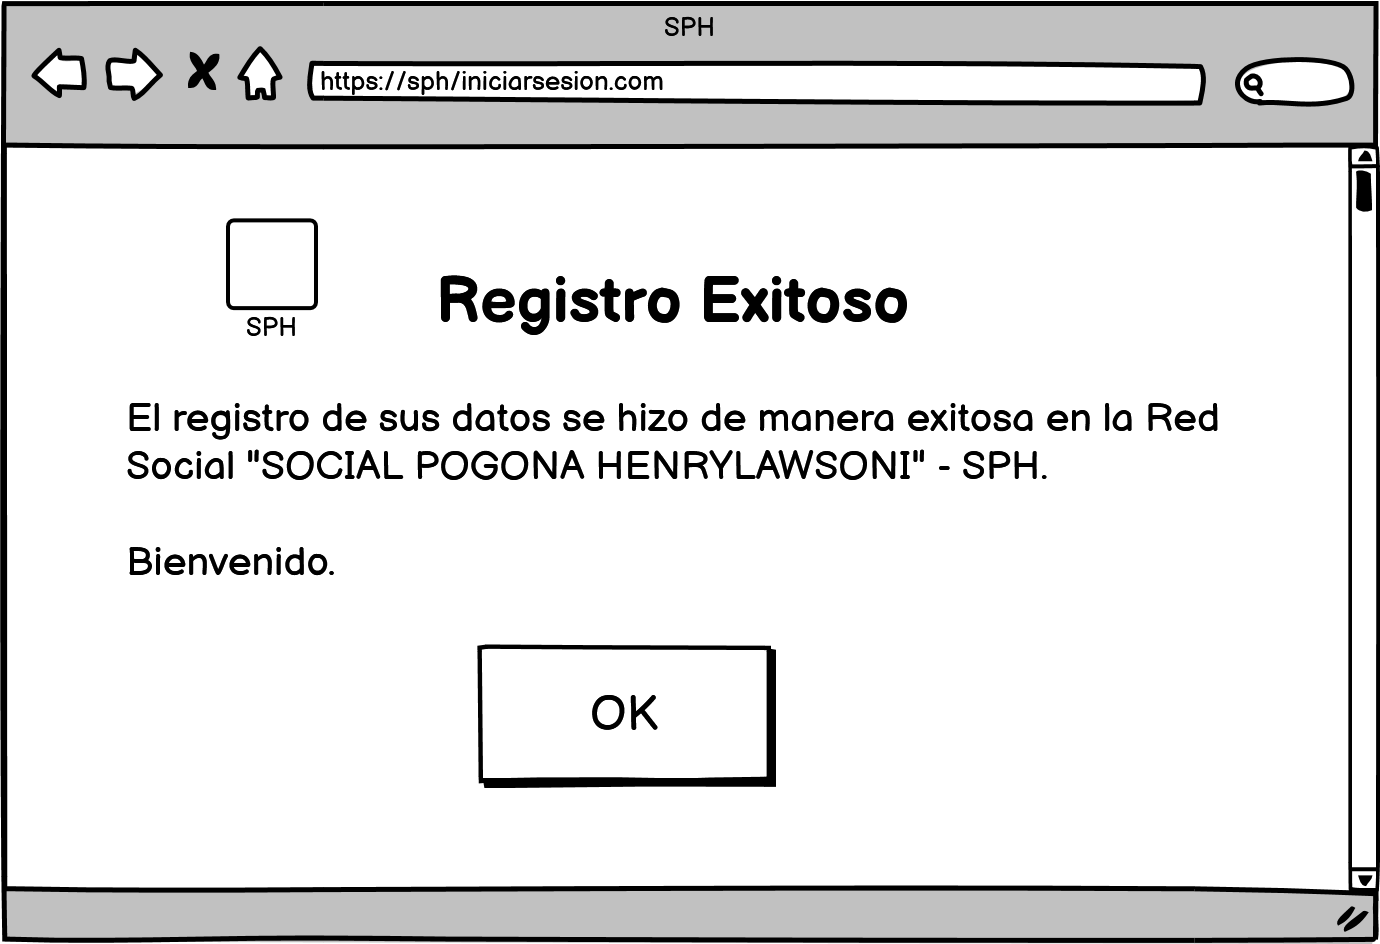 SPH
https://sph/iniciarsesion.com
SPH
Registro Exitoso
El registro de sus datos se hizo de manera exitosa en la Red
Social "SOCIAL POGONA HENRYLAWSONI" - SPH.
Bienvenido.
OK